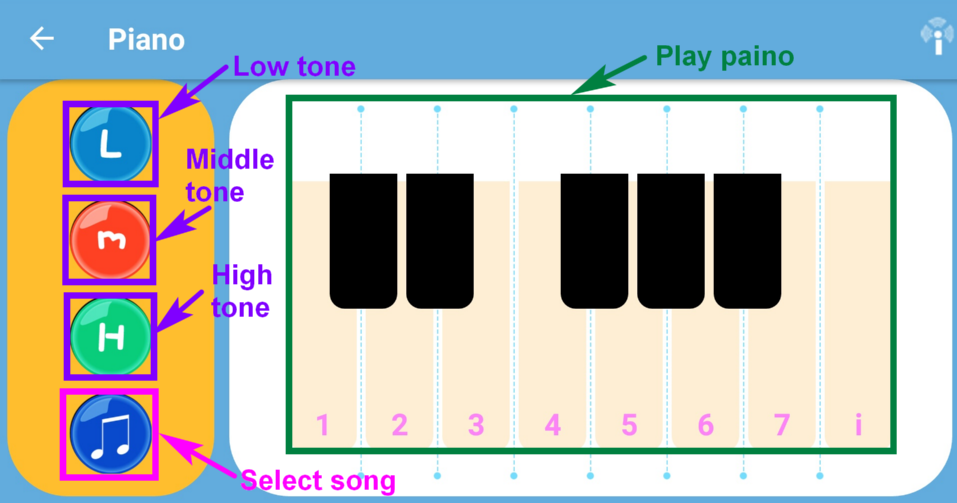 Piano
Low tone
Play paino
L
Middle
tone
m
High
tone
H
1 2 3 4 5 6 7 i
Select song